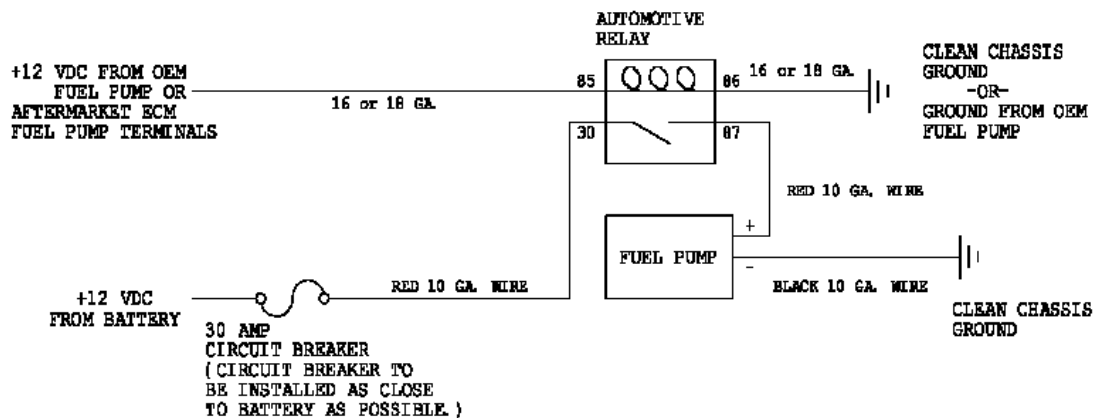 AUTOMOTIVE
RELAY
+12 VDC FROM OEM
FUEL PUMP OR
AFTERMARKET ECM
FUEL PUMP TERMINALS
16 or 18 GA.
85
86
30
87
16 or 18 GA.
CLEAN CHASSIS
GROUND
-OR-
GROUND FROM OEM
FUEL PUMP
RED 10 GA. WIRE
FUEL PUMP
+
-
BLACK 10 GA. WIRE
CLEAN CHASSIS
GROUND
+12 VDC
FROM BATTERY
RED 10 GA. WIRE
30 AMP
CIRCUIT BREAKER
(CIRCUIT BREAKER TO
BE INSTALLED AS CLOSE
TO BATTERY AS POSSIBLE.)